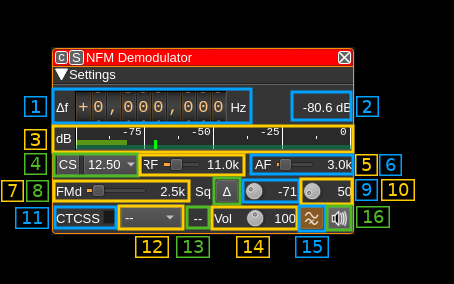 C S NFM Demodulator
Settings
1 Δf +0,000,000 Hz -80.6 dB 2
3 dB -75 -50 -25 0
4 CS 12.50 RF 11.0k AF 3.0k 5 6
7 8 FMd 2.5k Sq Δ -71 50 9 10
11 CTCSS -- -- Vol 100 16
12 13 14 15